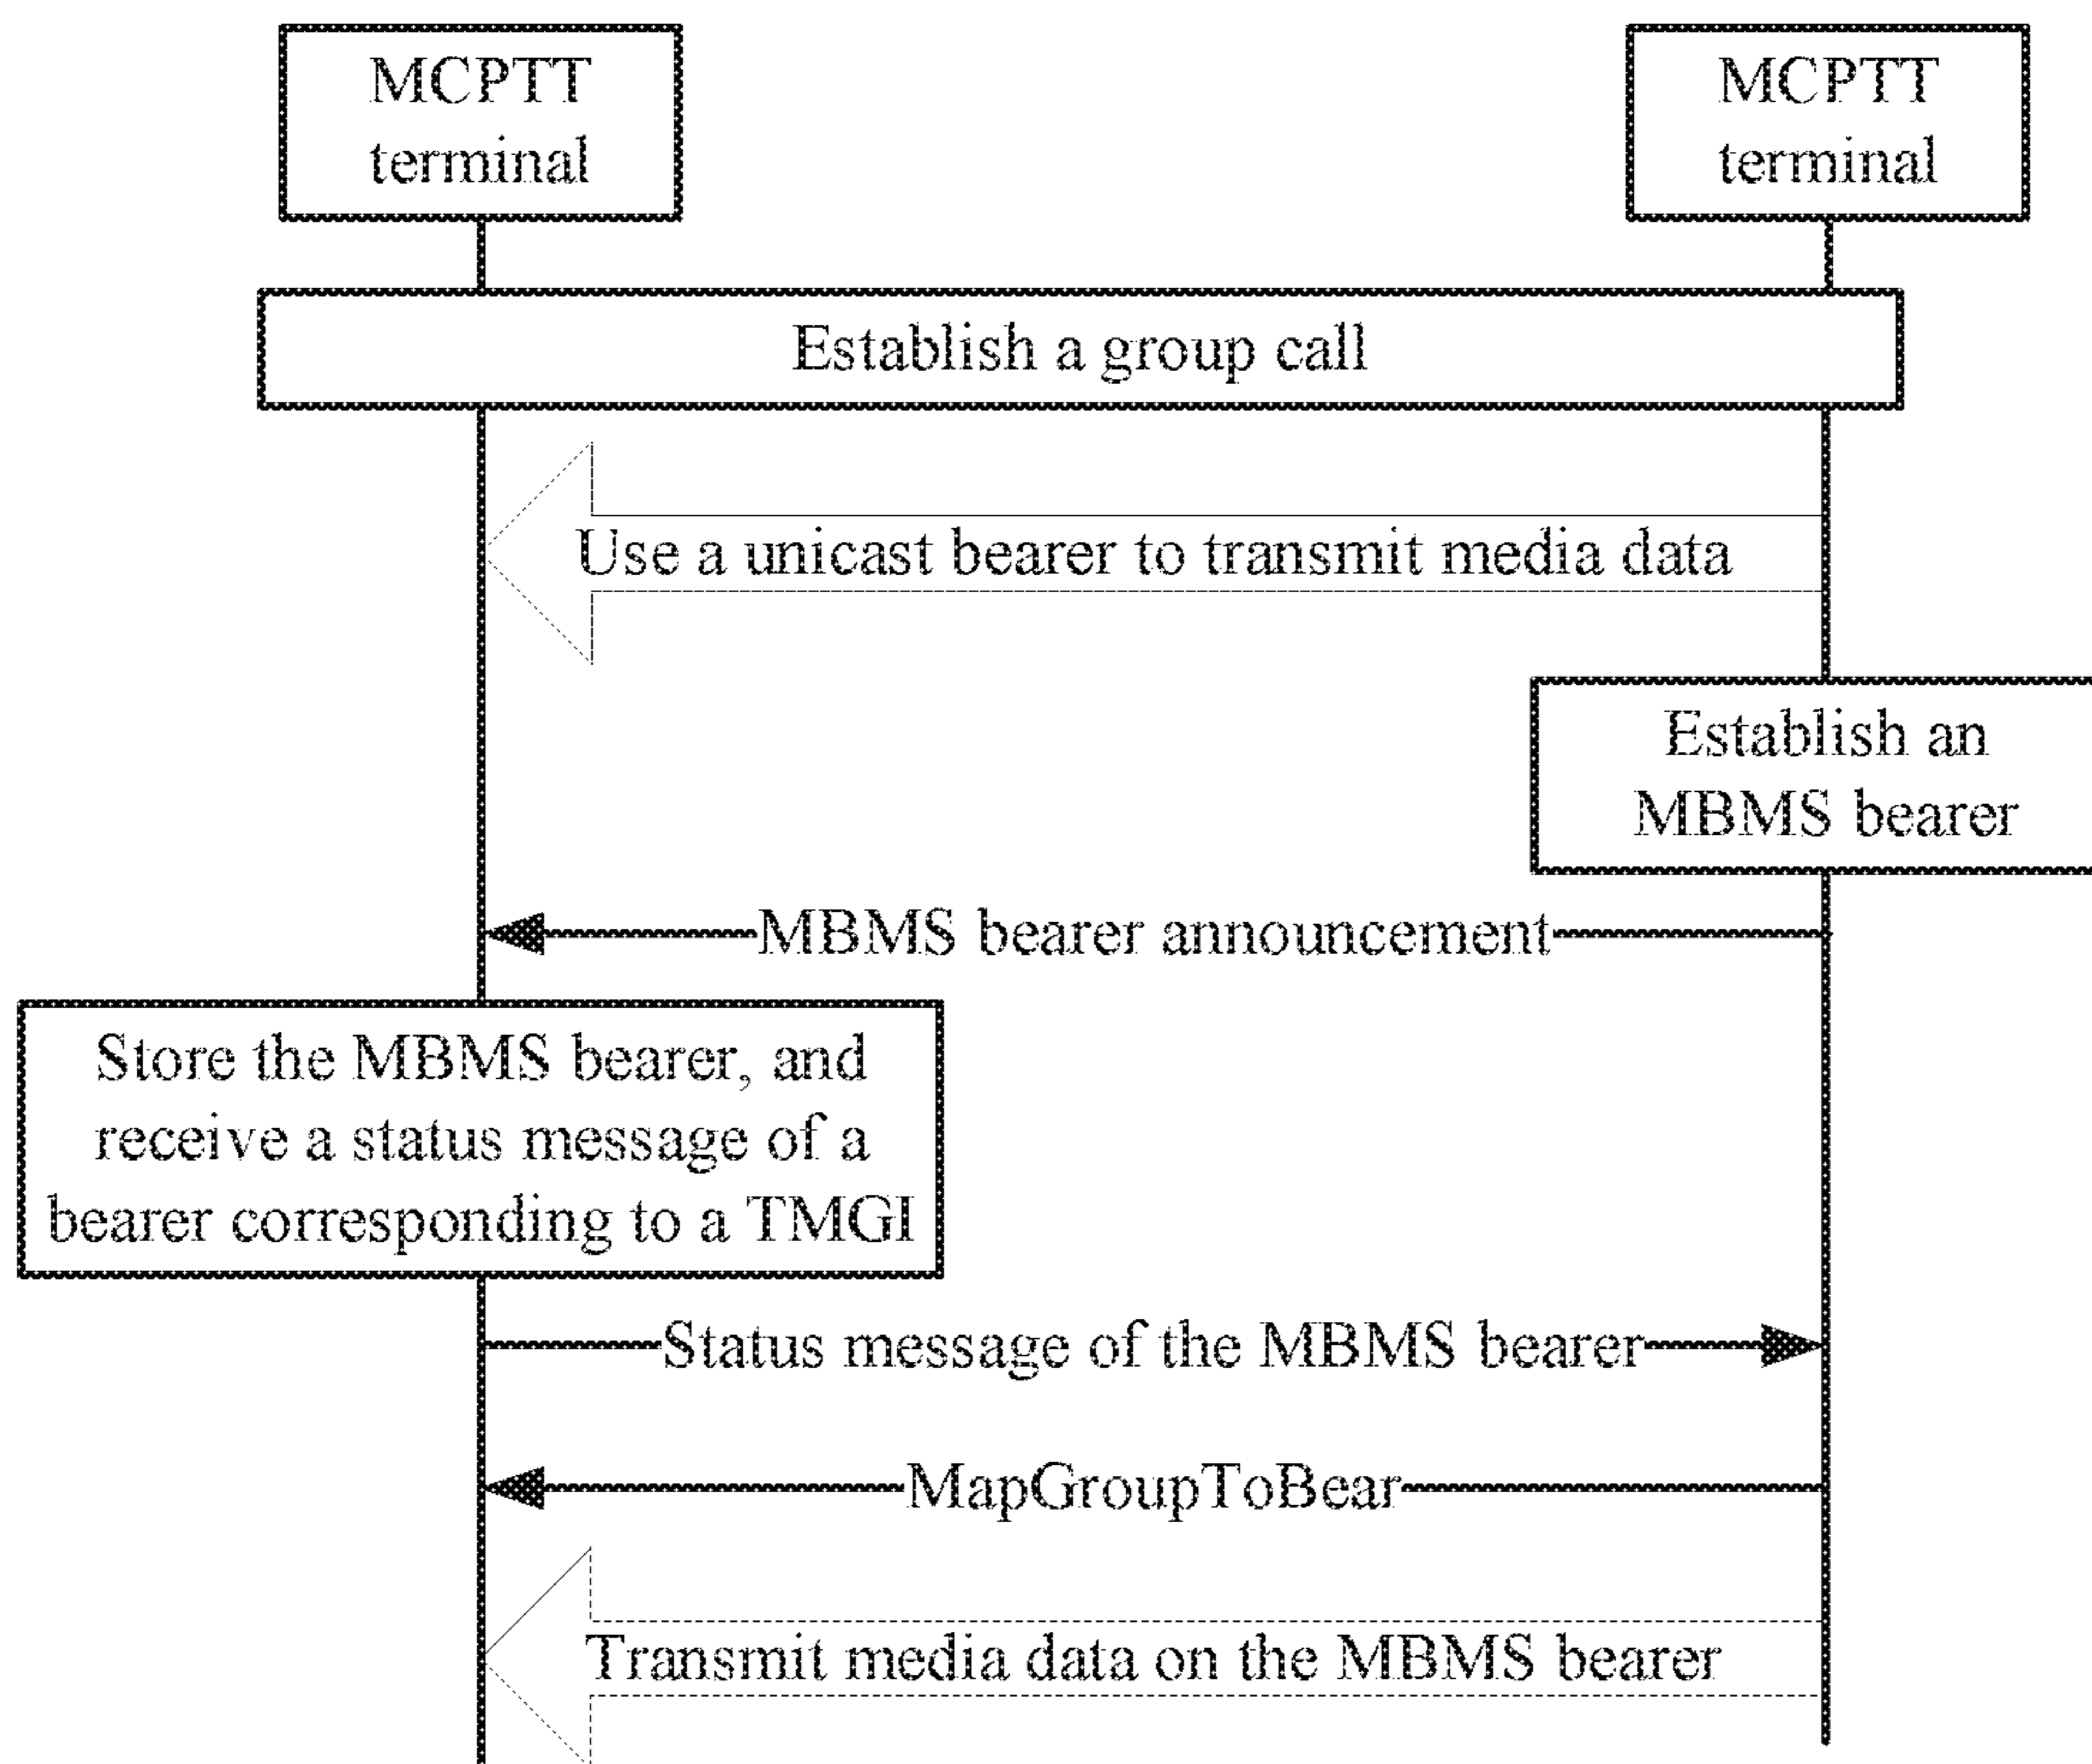 MCPTT
terminal
MCPTT
terminal
Establish a group call
Use a unicast bearer to transmit media data
Establish an
MBMS bearer
MBMS bearer announcement
Store the MBMS bearer, and
receive a status message of a
bearer corresponding to a TMGI
Status message of the MBMS bearer
MapGroupToBear
Transmit media data on the MBMS bearer